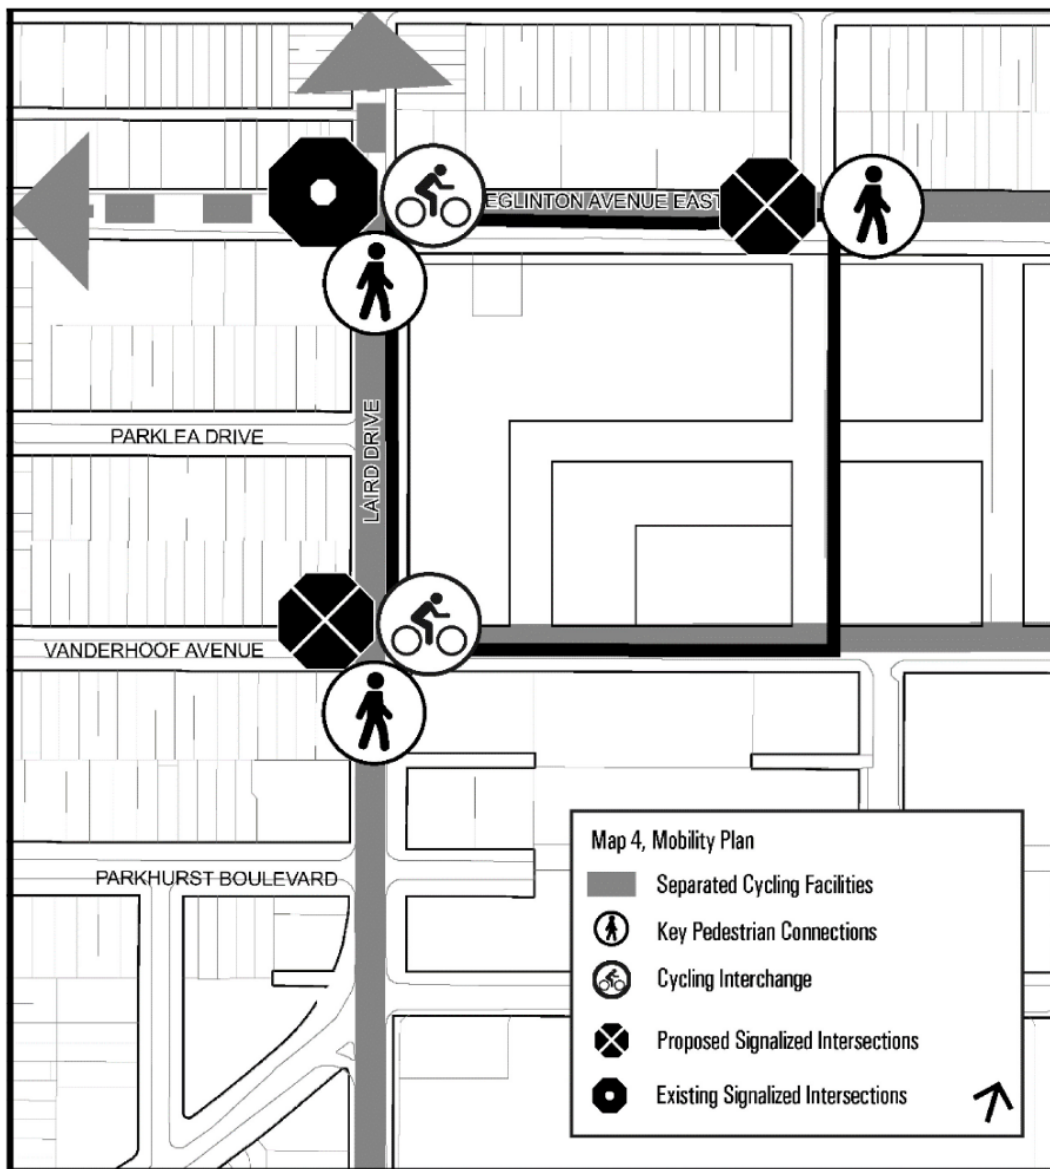 EGLINTON AVENUE EAST
PARKLEA DRIVE
LAIRD DRIVE
VANDERHOOF AVENUE
PARKHURST BOULEVARD
Map 4, Mobility Plan
Separated Cycling Facilities
Key Pedestrian Connections
Cycling Interchange
Proposed Signalized Intersections
Existing Signalized Intersections